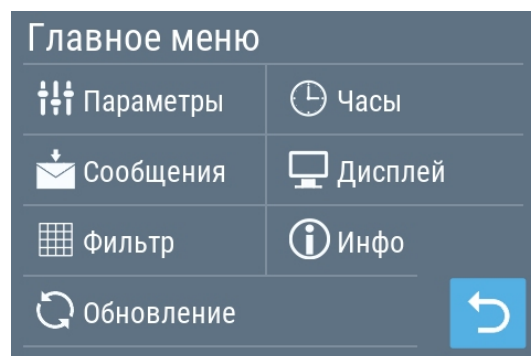 Главное меню
Параметры
Часы
Сообщения
Дисплей
Фильтр
Инфо
Обновление